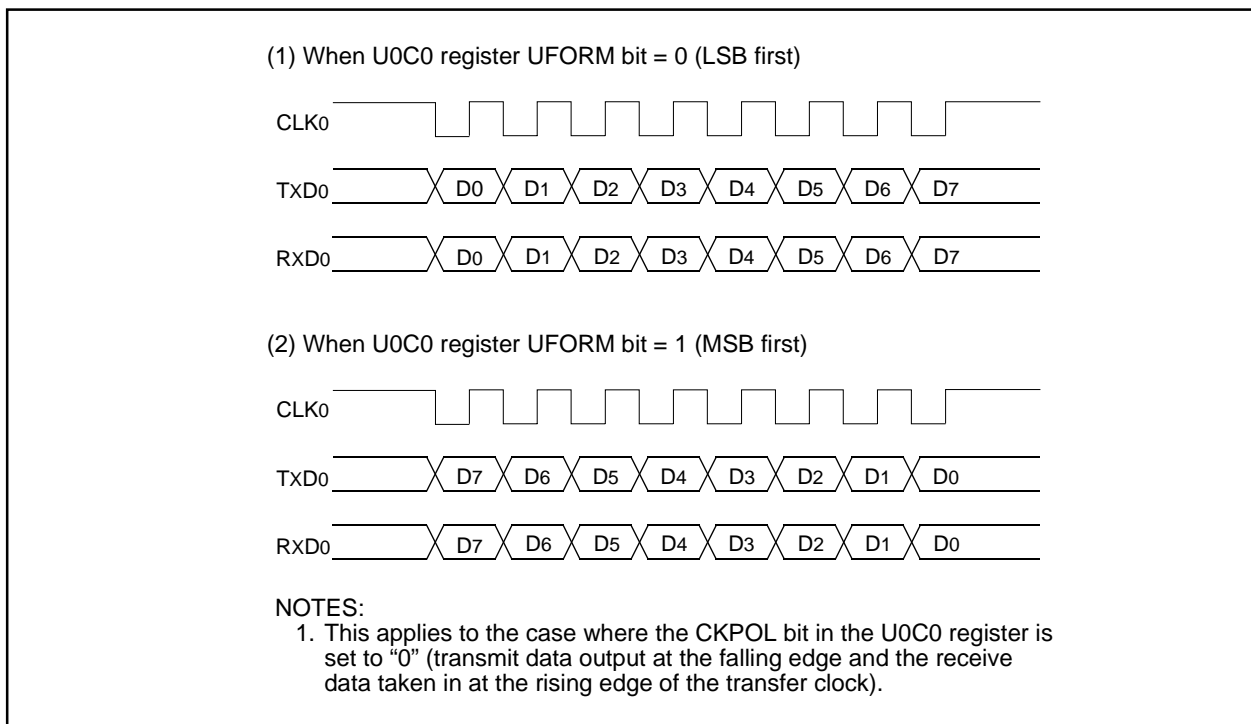 (1) When U0C0 register UFORM bit = 0 (LSB first)
CLK0
TXD0 D0 D1 D2 D3 D4 D5 D6 D7
RXD0 D0 D1 D2 D3 D4 D5 D6 D7
(2) When U0C0 register UFORM bit = 1 (MSB first)
CLK0
TXD0 D7 D6 D5 D4 D3 D2 D1 D0
RXD0 D7 D6 D5 D4 D3 D2 D1 D0
NOTES:
1. This applies to the case where the CKPOL bit in the U0C0 register is
set to “0” (transmit data output at the falling edge and the receive
data taken in at the rising edge of the transfer clock).